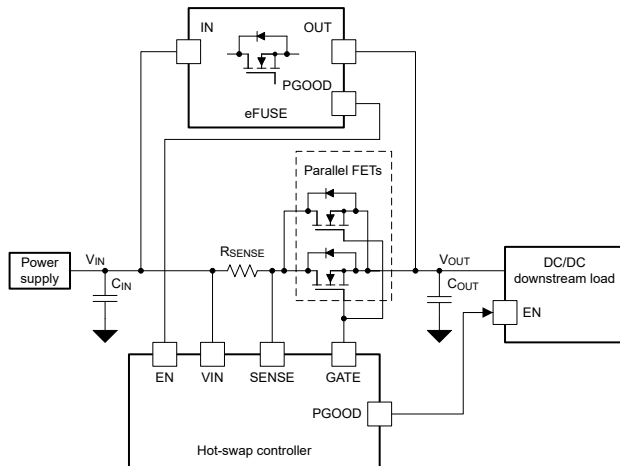 IN
OUT
PGOOD
eFUSE
Parallel FETs
Power
supply
VIN
CIN
RSENSE
VOUT
COUT
DC/DC
downstream load
EN
EN
VIN
SENSE
GATE
PGOOD
Hot-swap controller